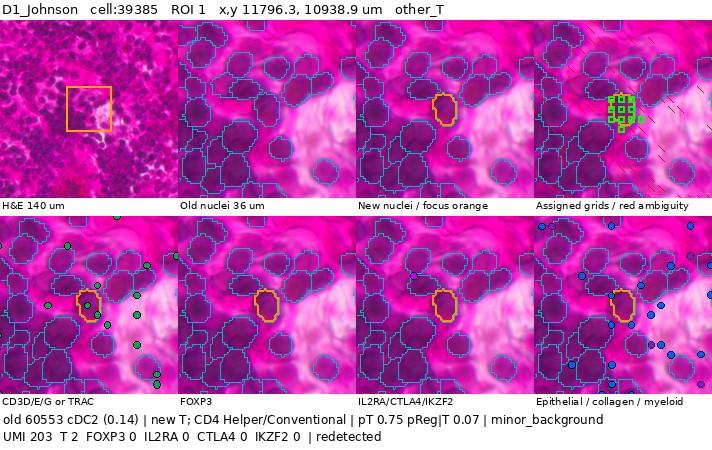 D1_Johnson cell:39385 ROI 1 x,y 11796.3, 10938.9 um other_T
H&E 140 um
Old nuclei 36 um
New nuclei / focus orange
Assigned grids / red ambiguity
CD3D/E/G or TRAC
FOXP3
IL2RA/CTLA4/IKZF2
Epithelial / collagen / myeloid
old 60553 cDC2 (0.14) | new T; CD4 Helper/Conventional | pT 0.75 pReg|T 0.07 | minor_background
UMI 203 T 2 FOXP3 0 IL2RA 0 CTLA4 0 IKZF2 0 | redetected